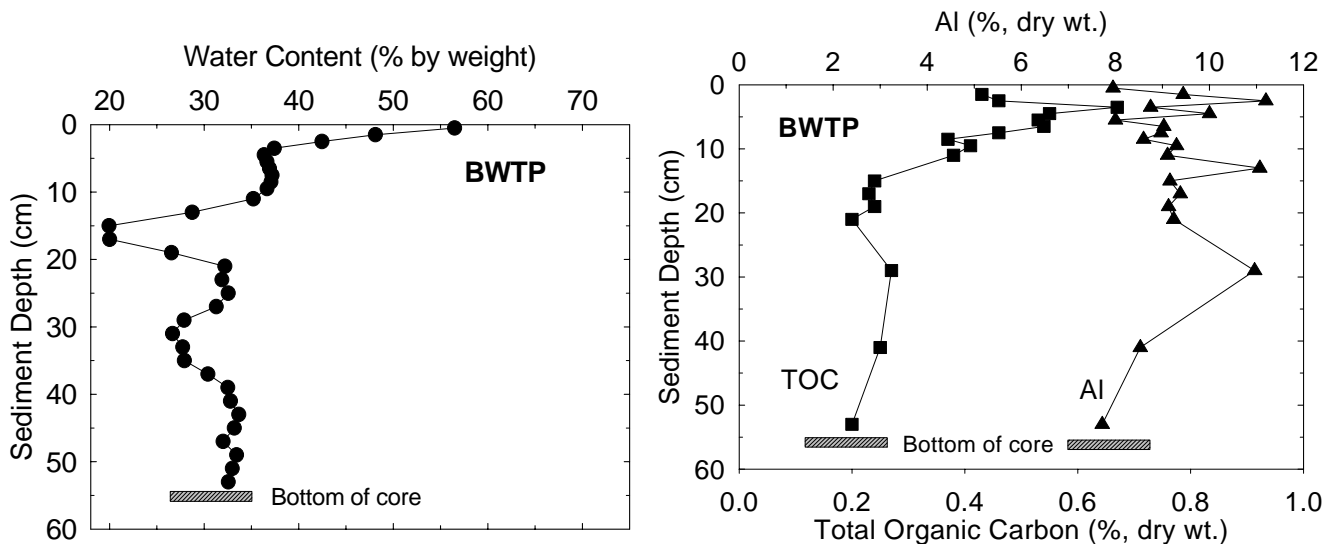 Water Content (% by weight)
20 30 40 50 60 70
0
10
20
30
40
50
60
Sediment Depth (cm)
BWTP
Bottom of core
Al (%, dry wt.)
0 2 4 6 8 10 12
0
10
20
30
40
50
60
Sediment Depth (cm)
BWTP
TOC
Al
Bottom of core
0.0 0.2 0.4 0.6 0.8 1.0
Total Organic Carbon (%, dry wt.)